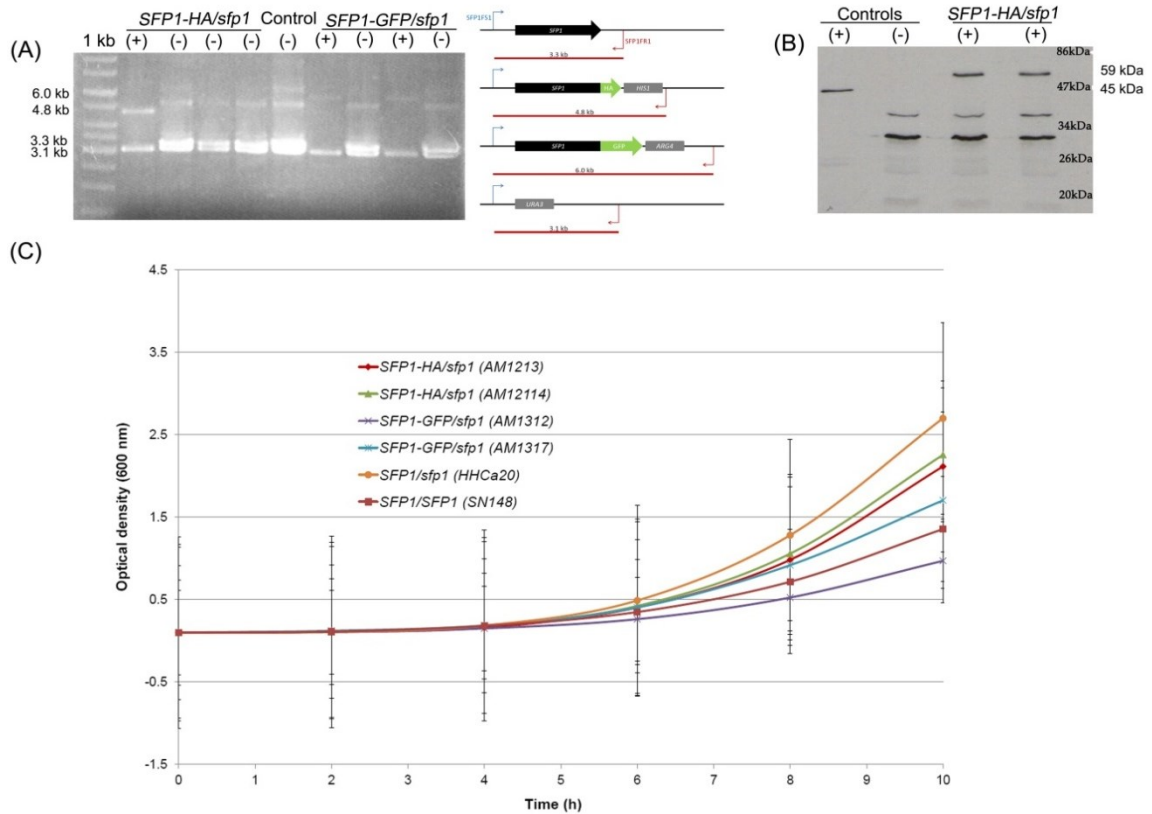 (A)
SFP1-HA/sfp1 Control SFP1-GFP/sfp1
1 kb (+) (-) (-) (-) (-) (+) (-) (+) (-)
6.0 kb
4.8 kb
3.3 kb
3.1 kb
SFP1FS1
SFP1
SFP1FR1
3.3 kb
SFP1 HA HIS1
4.8 kb
SFP1 GFP ARG4
6.0 kb
URA3
3.1 kb
(B)
Controls SFP1-HA/sfp1
(+) (-) (+) (+)
86kDa
59 kDa
47kDa
45 kDa
34kDa
26kDa
20kDa
(C)
4.5
3.5
2.5
1.5
0.5
-0.5
-1.5
Optical density (600 nm)
SFP1-HA/sfp1 (AM1213)
SFP1-HA/sfp1 (AM12114)
SFP1-GFP/sfp1 (AM1312)
SFP1-GFP/sfp1 (AM1317)
SFP1/sfp1 (HHCa20)
SFP1/SFP1 (SN148)
0 1 2 3 4 5 6 7 8 9 10
Time (h)